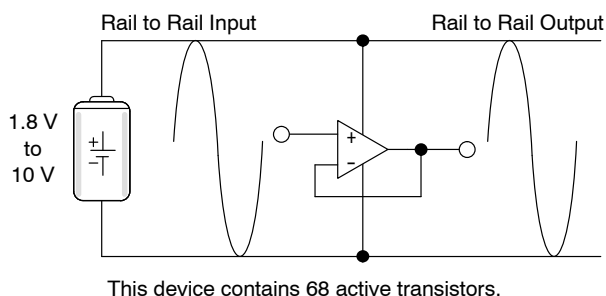 Rail to Rail Input
Rail to Rail Output
1.8 V
to
10 V
+
−
+
-
This device contains 68 active transistors.